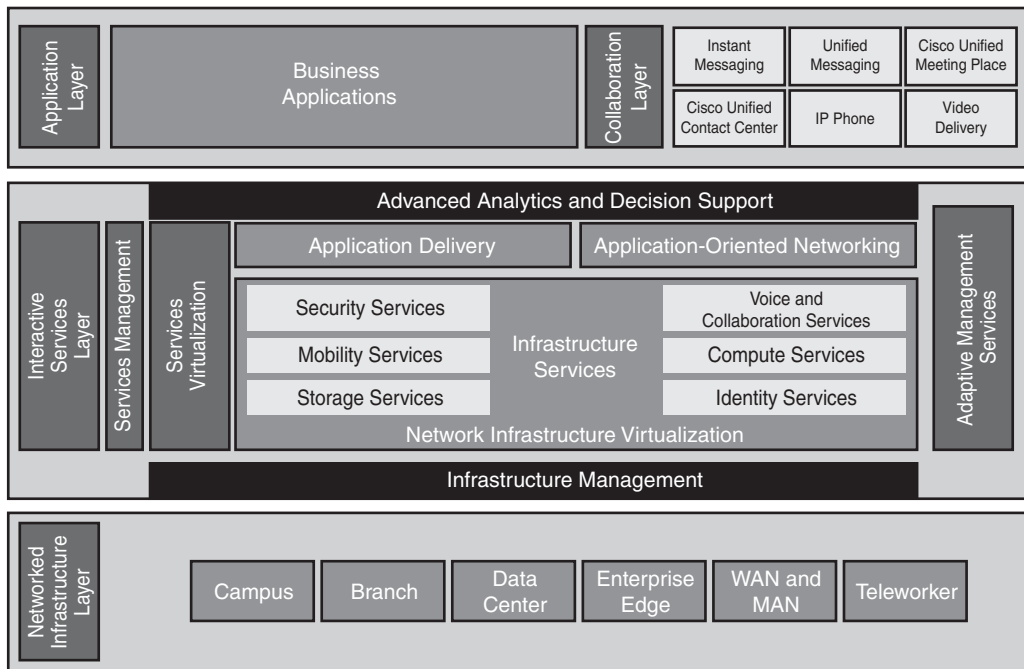 Application
Layer
Business
Applications
Collaboration
Layer
Instant
Messaging
Unified
Messaging
Cisco Unified
Meeting Place
Cisco Unified
Contact Center
IP Phone
Video
Delivery
Interactive
Services
Layer
Services Management
Services
Virtualization
Advanced Analytics and Decision Support
Application Delivery
Application-Oriented Networking
Security Services
Mobility Services
Storage Services
Infrastructure
Services
Voice and
Collaboration Services
Compute Services
Identity Services
Network Infrastructure Virtualization
Infrastructure Management
Adaptive Management
Services
Networked
Infrastructure
Layer
Campus
Branch
Data
Center
Enterprise
Edge
WAN and
MAN
Teleworker